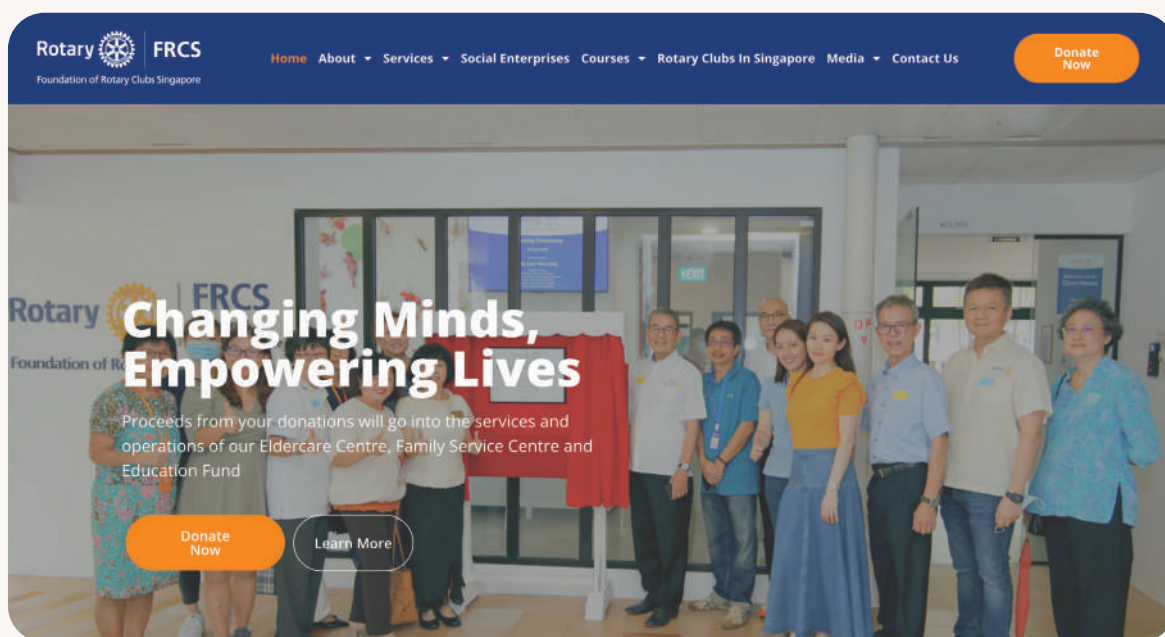 Rotary FRCS
Foundation of Rotary Clubs Singapore
Home About Services Social Enterprises Courses Rotary Clubs In Singapore Media Contact Us
Donate
Now
EXIT
Rotary FRCS
Foundation of
Changing Minds,
Empowering Lives
Proceeds from your donations will go into the services and
operations of our Eldercare Centre, Family Service Centre and
Education Fund
Donate
Now
Learn More